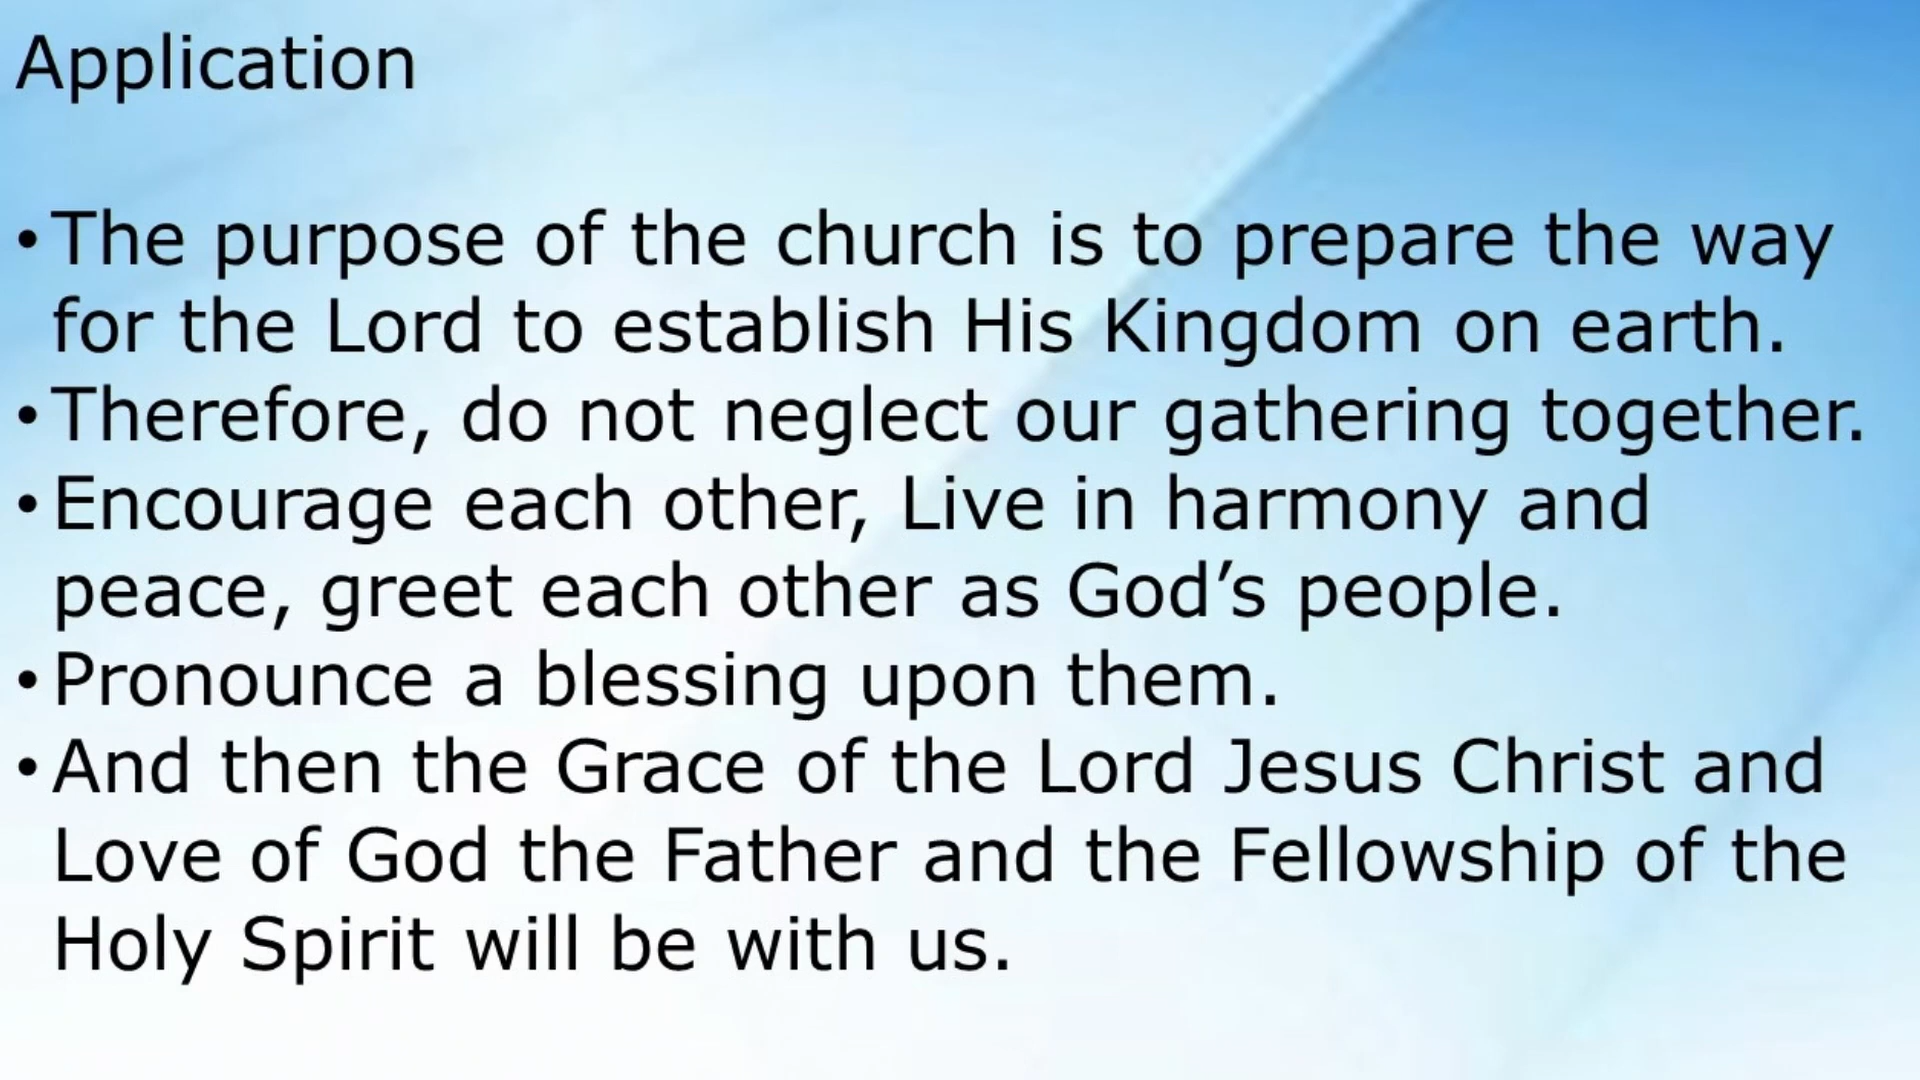 Application
• The purpose of the church is to prepare the way
for the Lord to establish His Kingdom on earth.
• Therefore, do not neglect our gathering together.
• Encourage each other, Live in harmony and
peace, greet each other as God’s people.
• Pronounce a blessing upon them.
• And then the Grace of the Lord Jesus Christ and
Love of God the Father and the Fellowship of the
Holy Spirit will be with us.